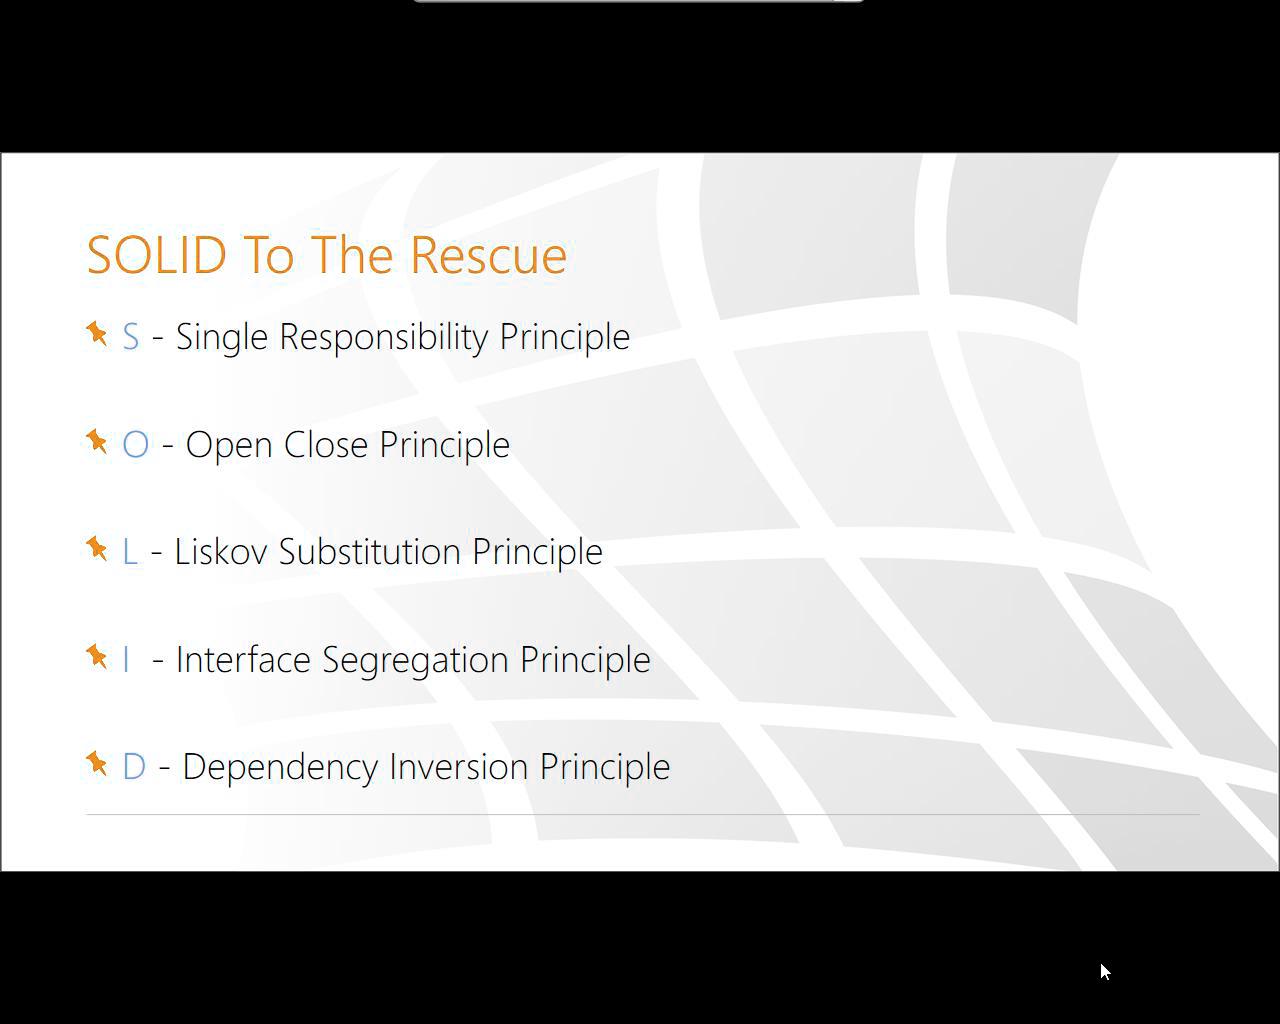 SOLID To The Rescue
S - Single Responsibility Principle
O - Open Close Principle
L - Liskov Substitution Principle
I - Interface Segregation Principle
D - Dependency Inversion Principle